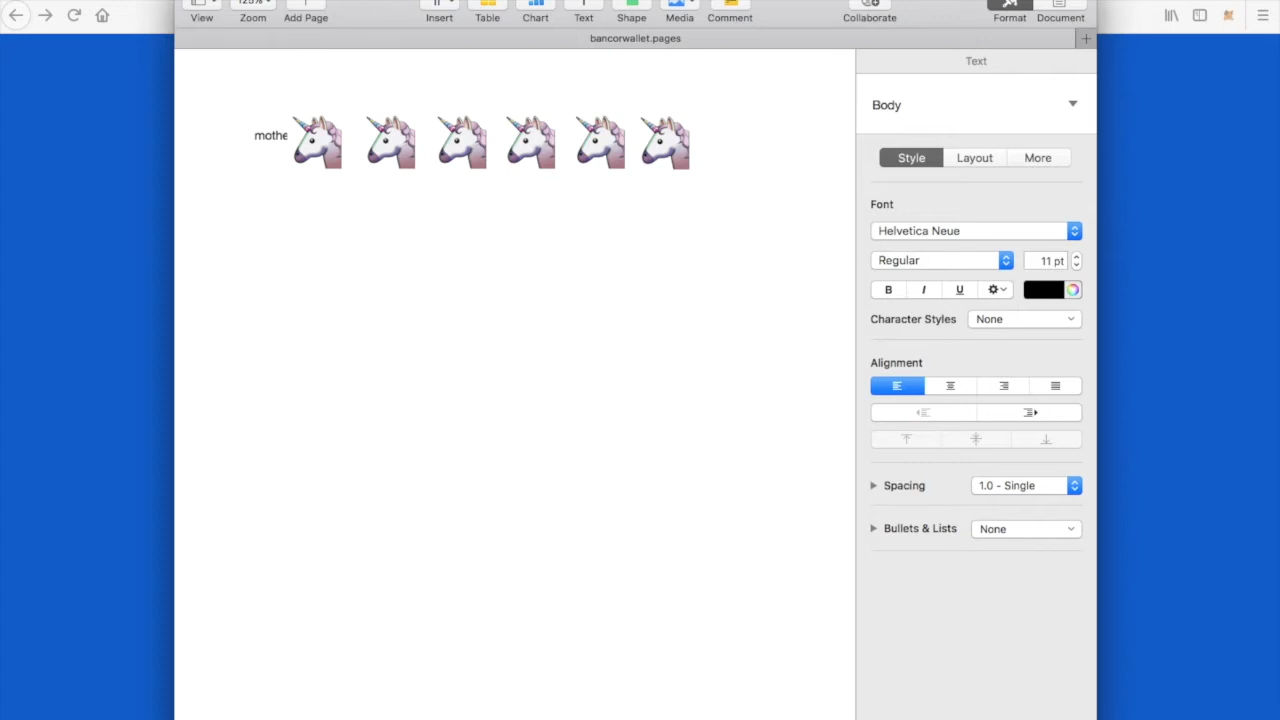 125%
View Zoom Add Page Insert Table Chart Text Shape Media Comment Collaborate Format Document
bancorwallet.pages
Text
mothe
Body
Style Layout More
Font
Helvetica Neue
Regular 11 pt
B I U
Character Styles None
Alignment
Spacing 1.0 - Single
Bullets & Lists None